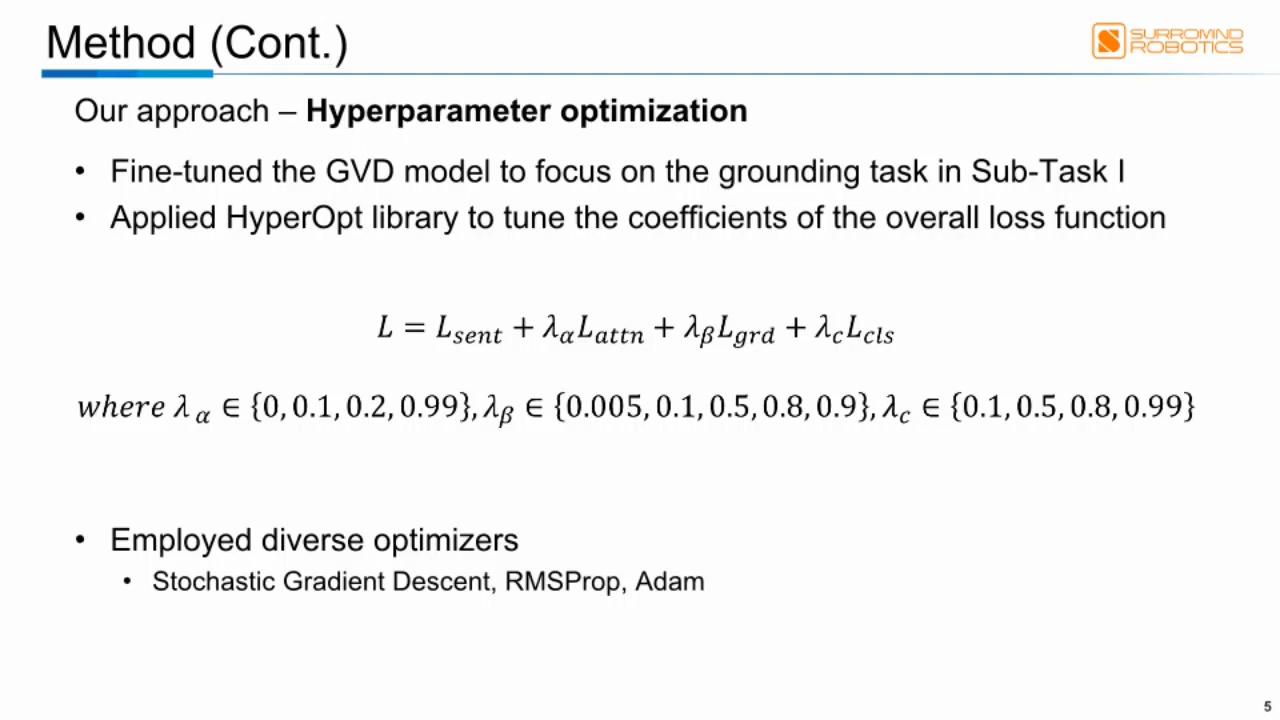 Method (Cont.)
SURROMIND
ROBOTICS
Our approach – Hyperparameter optimization
• Fine-tuned the GVD model to focus on the grounding task in Sub-Task I
• Applied HyperOpt library to tune the coefficients of the overall loss function
L = L_sent + λ_α L_attn + λ_β L_grd + λ_c L_cls
where λ_α ∈ {0, 0.1, 0.2, 0.99}, λ_β ∈ {0.005, 0.1, 0.5, 0.8, 0.9}, λ_c ∈ {0.1, 0.5, 0.8, 0.99}
• Employed diverse optimizers
• Stochastic Gradient Descent, RMSProp, Adam
5